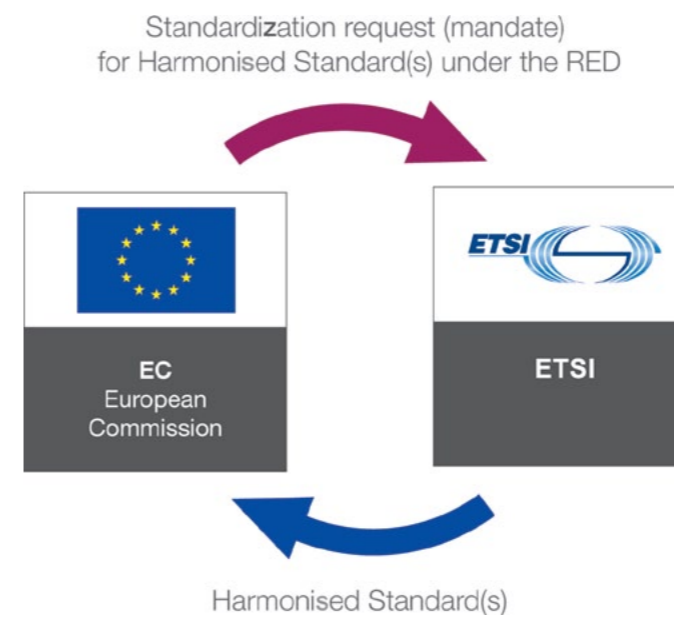 Standardization request (mandate)
for Harmonised Standard(s) under the RED
ETSI
EC
European
Commission
ETSI
Harmonised Standard(s)